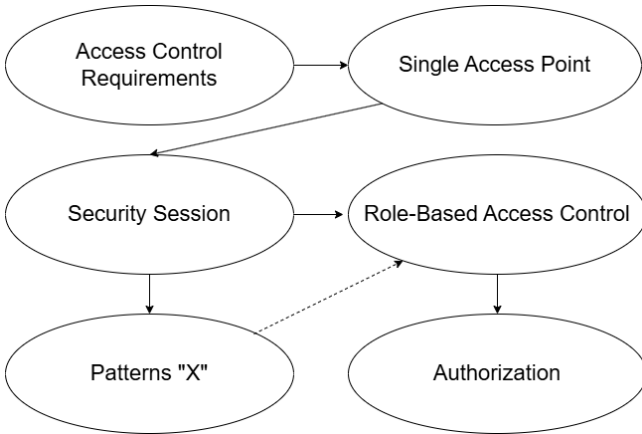 Access Control
Requirements
Single Access Point
Security Session
Role-Based Access Control
Patterns "X"
Authorization